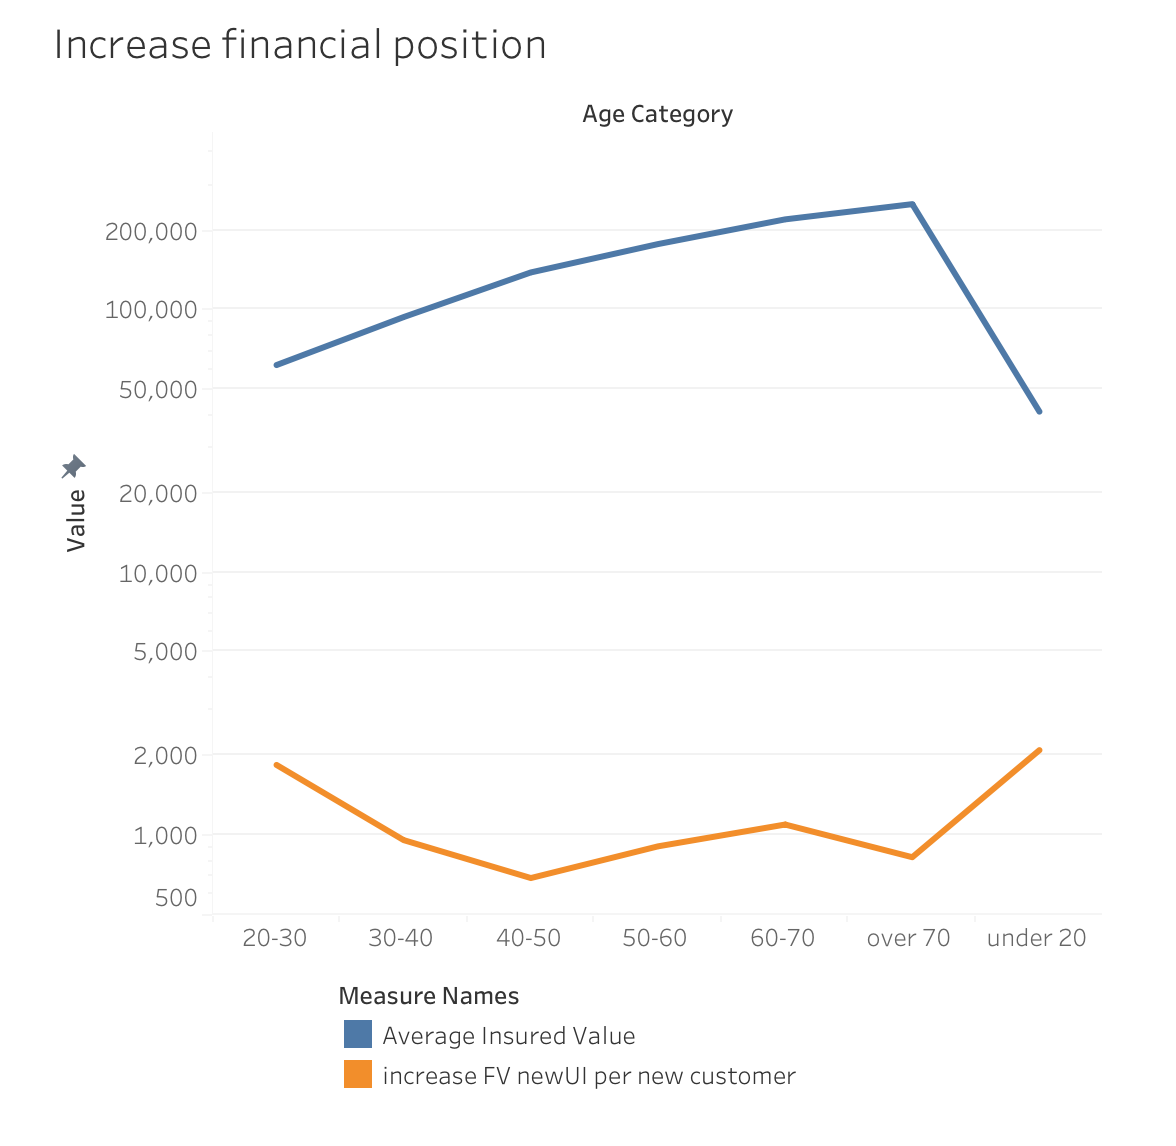 Increase financial position
Age Category
200,000
100,000
50,000
20,000
10,000
5,000
2,000
1,000
500
Value
20-30 30-40 40-50 50-60 60-70 over 70 under 20
Measure Names
Average Insured Value
increase FV newUI per new customer